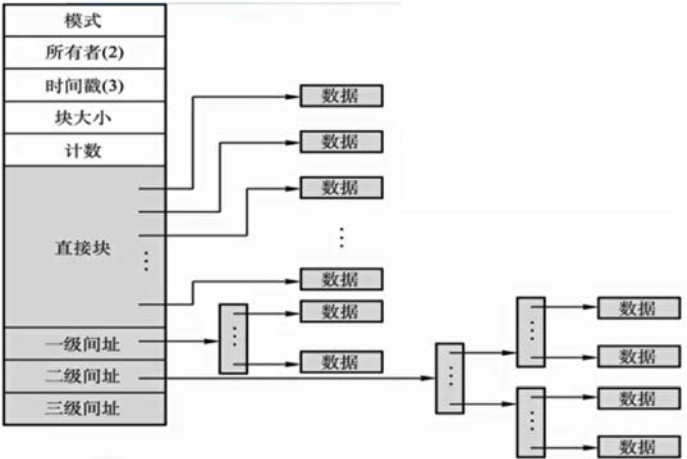 模式
所有者(2)
时间戳(3)
块大小
计数
直接块
一级间址
二级间址
三级间址
数据
数据
数据
数据
数据
数据
数据
数据
数据
数据